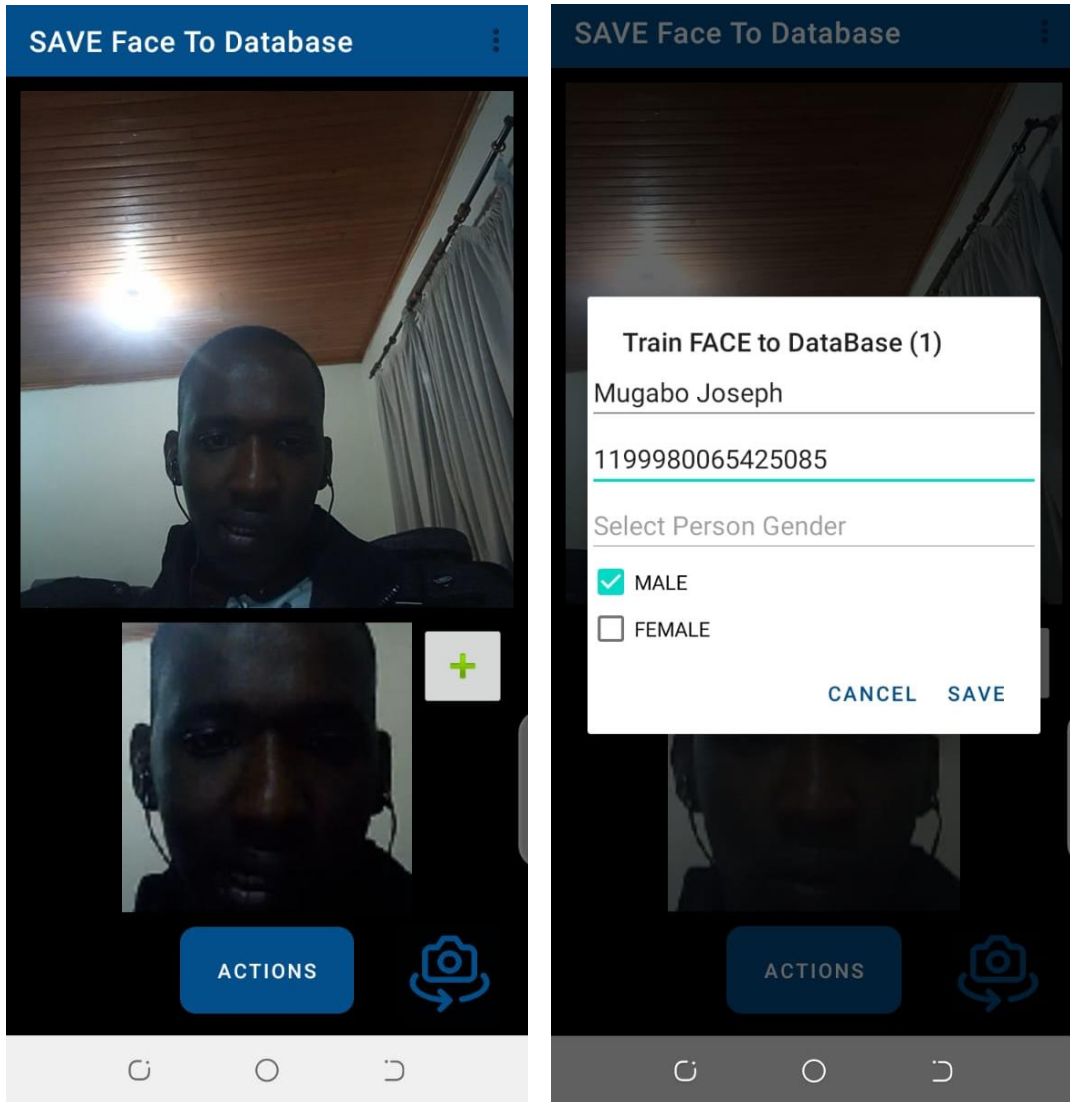 SAVE Face To Database
ACTIONS
SAVE Face To Database
Train FACE to DataBase (1)
Mugabo Joseph
1199980065425085
Select Person Gender
MALE
FEMALE
CANCEL SAVE
ACTIONS